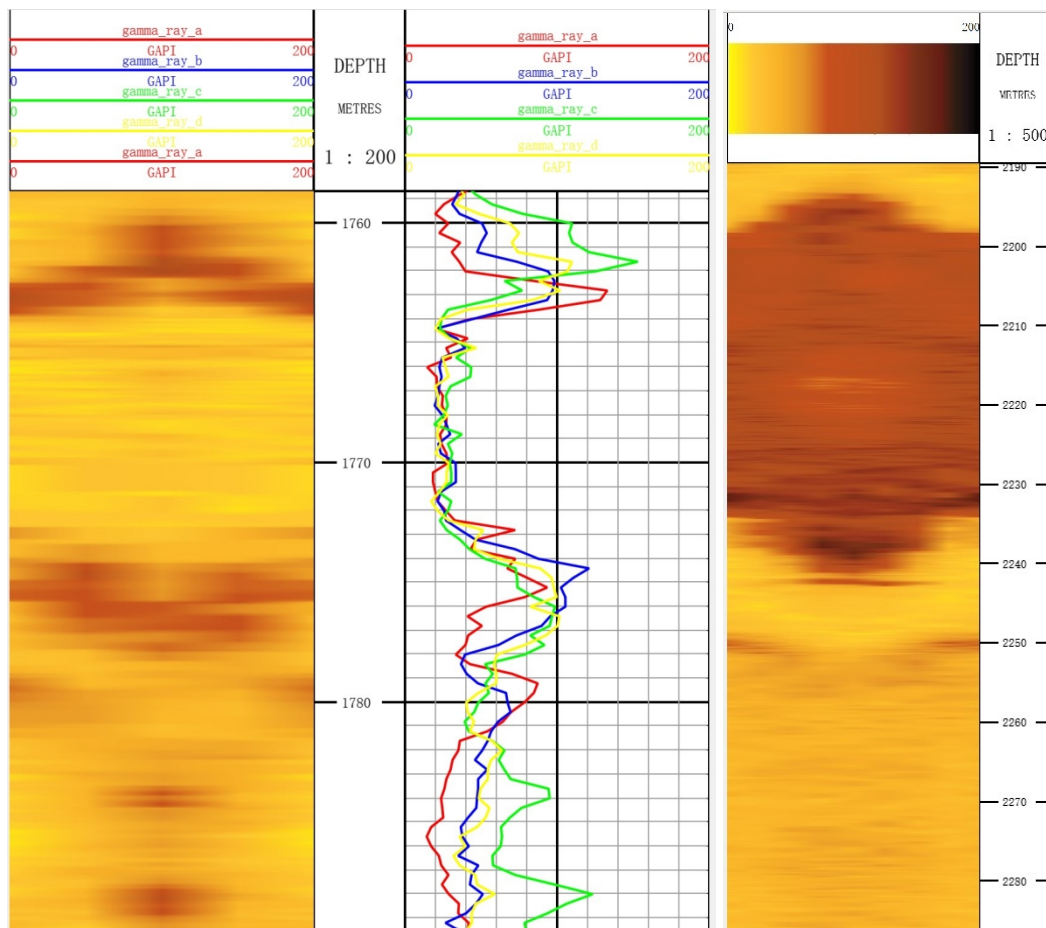 gamma_ray_a
0 GAPI 200
gamma_ray_b
0 GAPI 200
gamma_ray_c
0 GAPI 200
gamma_ray_d
0 GAPI 200
gamma_ray_a
0 GAPI 200
DEPTH
METRES
1 : 200
1760
1770
1780
gamma_ray_a
0 GAPI 200
gamma_ray_b
0 GAPI 200
gamma_ray_c
0 GAPI 200
gamma_ray_d
0 GAPI 200
0 200
DEPTH
METRES
1 : 500
2190
2200
2210
2220
2230
2240
2250
2260
2270
2280